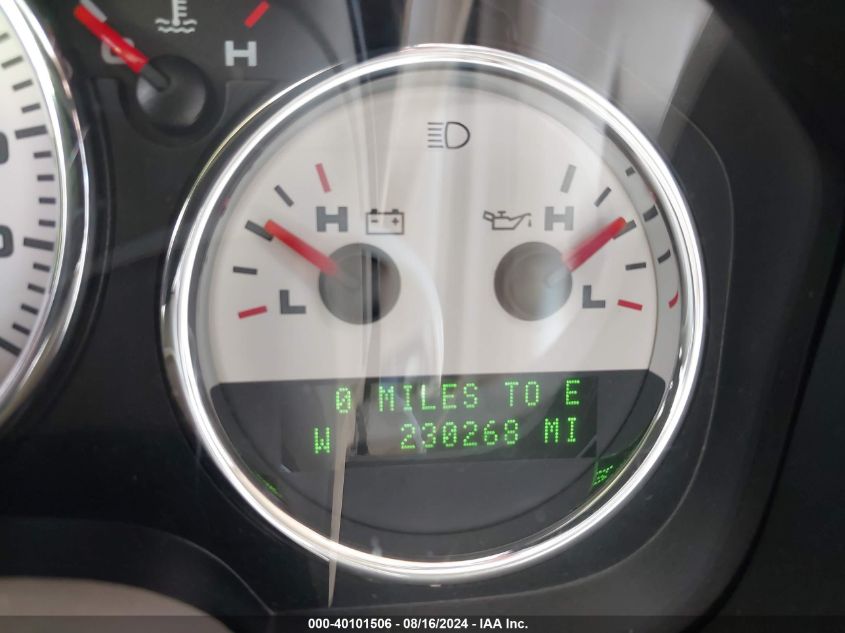 C H
H H
L L
0 MILES TO E
W 230268 MI
000-40101506 - 08/16/2024 - IAA Inc.